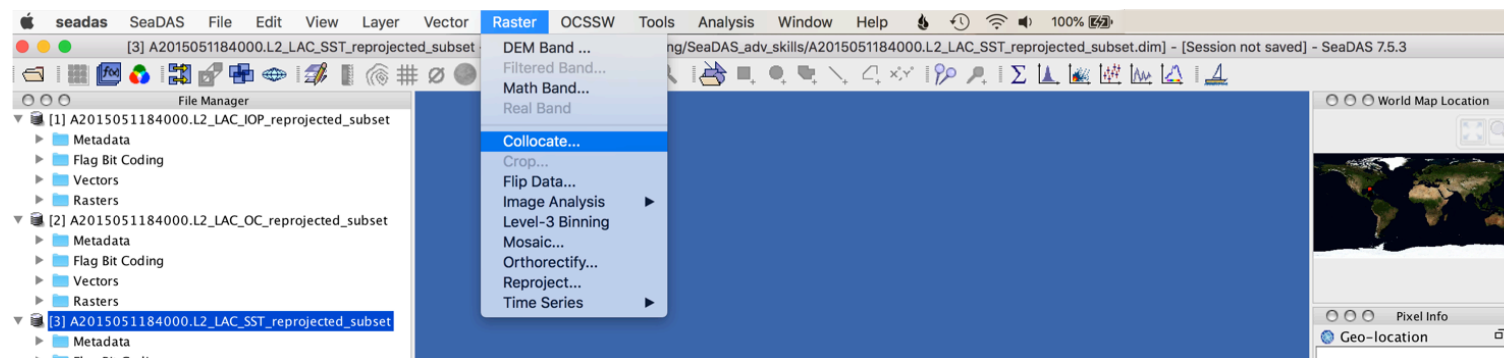 seadas SeaDAS File Edit View Layer Vector Raster OCSSW Tools Analysis Window Help 100%
[3] A2015051184000.L2_LAC_SST_reprojected_subset - ng/SeaDAS_adv_skills/A2015051184000.L2_LAC_SST_reprojected_subset.dim] - [Session not saved] - SeaDAS 7.5.3
File Manager
[1] A2015051184000.L2_LAC_IOP_reprojected_subset
Metadata
Flag Bit Coding
Vectors
Rasters
[2] A2015051184000.L2_LAC_OC_reprojected_subset
Metadata
Flag Bit Coding
Vectors
Rasters
[3] A2015051184000.L2_LAC_SST_reprojected_subset
Metadata
Flag Bit Coding
DEM Band ...
Filtered Band...
Math Band...
Real Band
Collocate...
Crop...
Flip Data...
Image Analysis
Level-3 Binning
Mosaic...
Orthorectify...
Reproject...
Time Series
World Map Location
Pixel Info
Geo-location